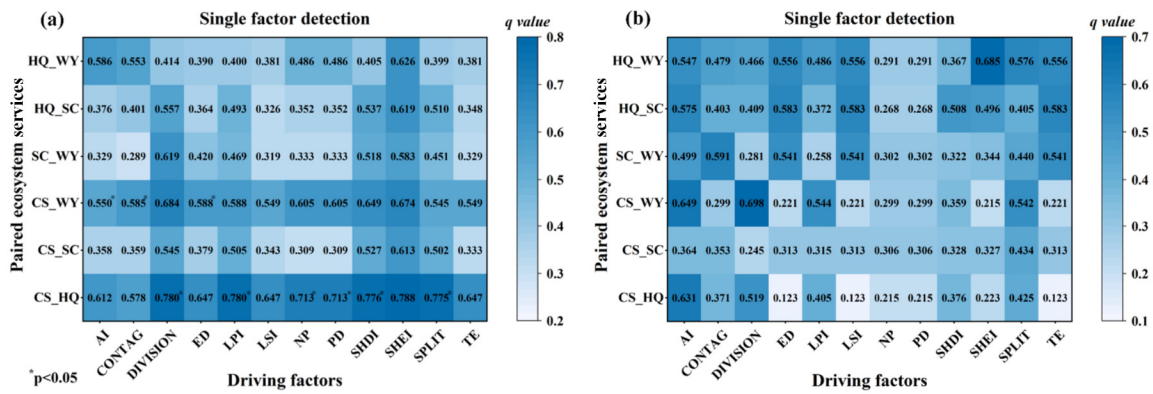 (a) Single factor detection q value
HQ_WY 0.586 0.553 0.414 0.390 0.400 0.381 0.486 0.486 0.405 0.626 0.399 0.381
HQ_SC 0.376 0.401 0.557 0.364 0.493 0.326 0.352 0.352 0.537 0.619 0.510 0.348
SC_WY 0.329 0.289 0.619 0.420 0.469 0.319 0.333 0.333 0.518 0.583 0.451 0.329
CS_WY 0.550* 0.585* 0.684 0.588* 0.588 0.549 0.605 0.605 0.649 0.674 0.545 0.549
CS_SC 0.358 0.359 0.545 0.379 0.505 0.343 0.309 0.309 0.527 0.613 0.502 0.333
CS_HQ 0.612 0.578 0.780* 0.647 0.780* 0.647 0.713* 0.713* 0.776* 0.788 0.775* 0.647
AI CONTAG DIVISION ED LPI LSI NP PD SHDI SHEI SPLIT TE
Paired ecosystem services
Driving factors
*p<0.05
0.8
0.7
0.6
0.5
0.4
0.3
0.2
(b) Single factor detection q value
HQ_WY 0.547 0.479 0.466 0.556 0.486 0.556 0.291 0.291 0.367 0.685 0.576 0.556
HQ_SC 0.575 0.403 0.409 0.583 0.372 0.583 0.268 0.268 0.508 0.496 0.405 0.583
SC_WY 0.499 0.591 0.281 0.541 0.258 0.541 0.302 0.302 0.322 0.344 0.440 0.541
CS_WY 0.649 0.299 0.698 0.221 0.544 0.221 0.299 0.299 0.359 0.215 0.542 0.221
CS_SC 0.364 0.353 0.245 0.313 0.315 0.313 0.306 0.306 0.328 0.327 0.434 0.313
CS_HQ 0.631 0.371 0.519 0.123 0.405 0.123 0.215 0.215 0.376 0.223 0.425 0.123
AI CONTAG DIVISION ED LPI LSI NP PD SHDI SHEI SPLIT TE
Paired ecosystem services
Driving factors
0.7
0.6
0.5
0.4
0.3
0.2
0.1